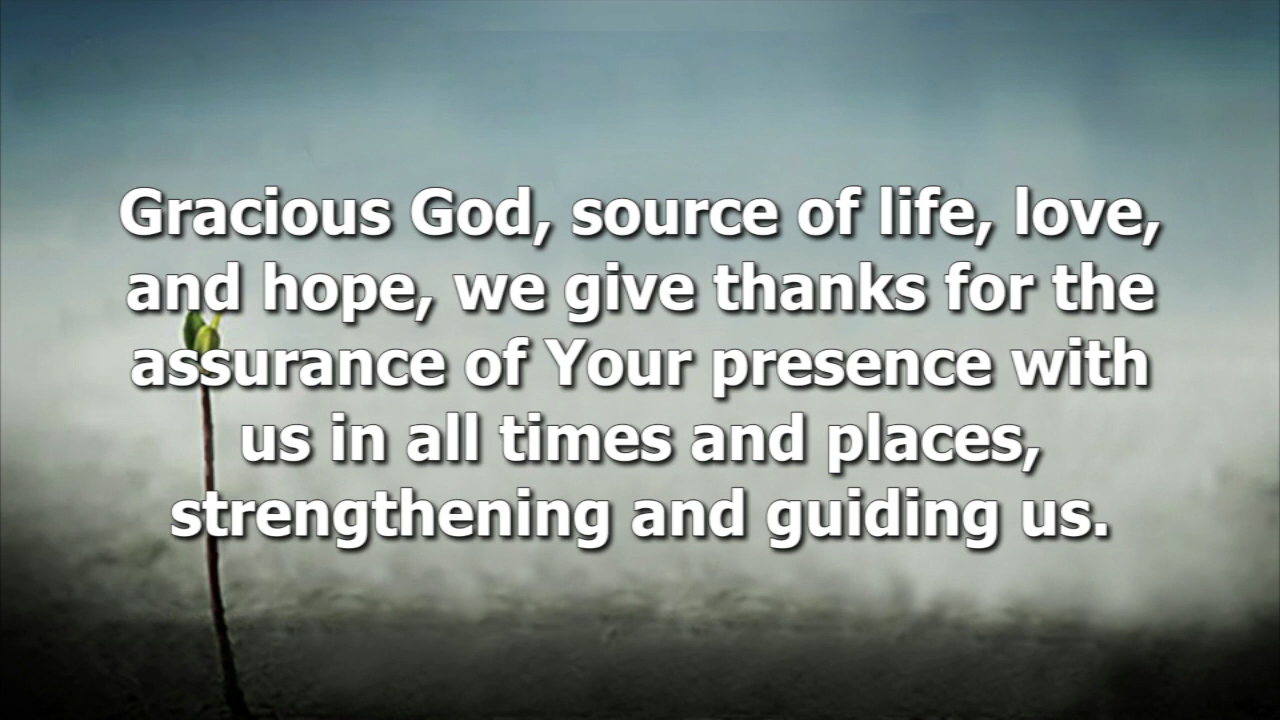 Gracious God, source of life, love,
and hope, we give thanks for the
assurance of Your presence with
us in all times and places,
strengthening and guiding us.